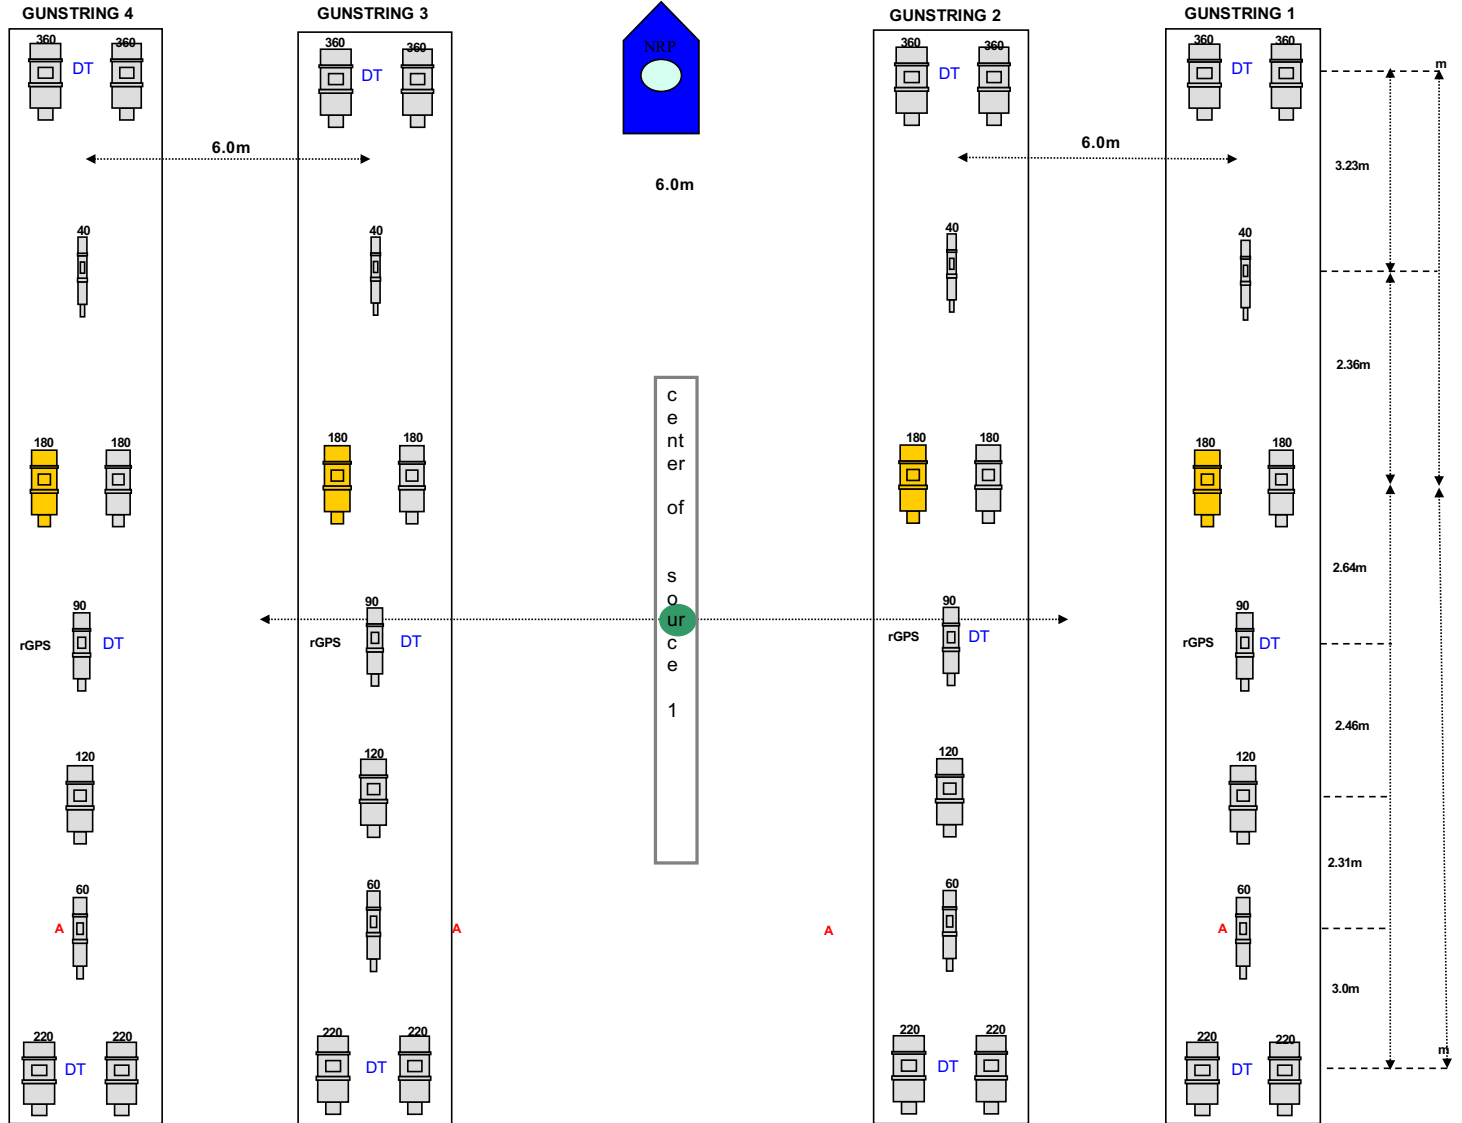 GUNSTRING 4 GUNSTRING 3 GUNSTRING 2 GUNSTRING 1
360 360 360 360 NRP 360 360 360 360
DT DT DT DT m
6.0m 6.0m
3.23m
6.0m
40 40 40 40
2.36m
c
e
nt
er
of
s
o
ur
c
e
1
180 180 180 180 180 180 180 180
2.64m
90 90 90 90
rGPS DT rGPS DT rGPS DT rGPS DT
2.46m
120 120 120 120
2.31m
60 60 60 60
A A A A
3.0m
220 220 220 220 220 220 220 220
DT DT DT DT m